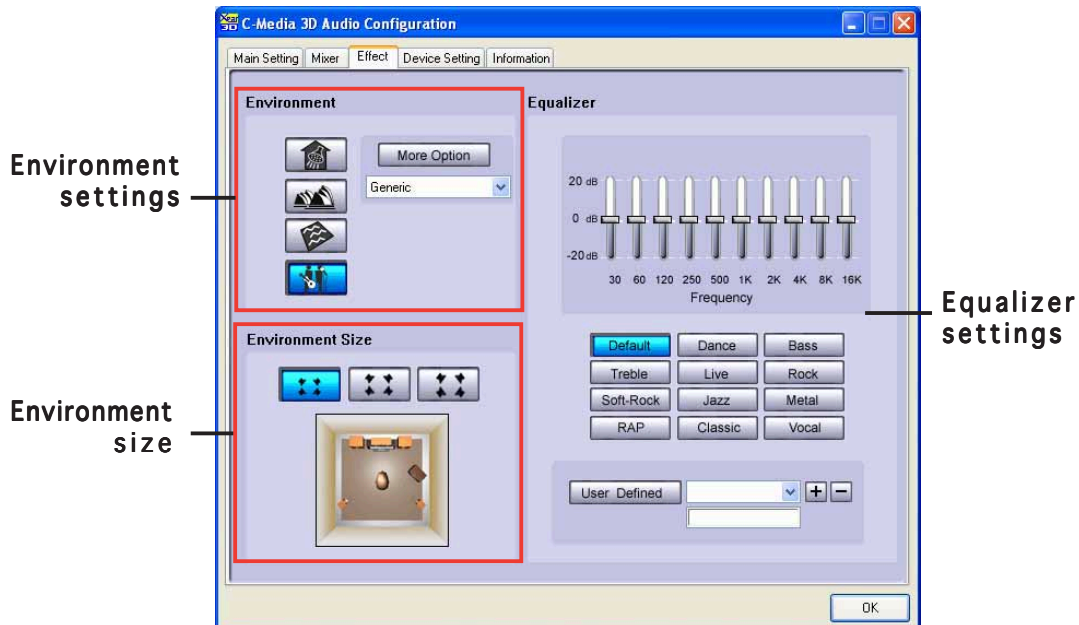 Xear
3D
C-Media 3D Audio Configuration
Main Setting Mixer Effect Device Setting Information
Environment
More Option
Generic
Environment
settings
Environment Size
Environment
size
Equalizer
20 dB
0 dB
-20 dB
30 60 120 250 500 1K 2K 4K 8K 16K
Frequency
Default Dance Bass
Treble Live Rock
Soft-Rock Jazz Metal
RAP Classic Vocal
User Defined + −
Equalizer
settings
OK